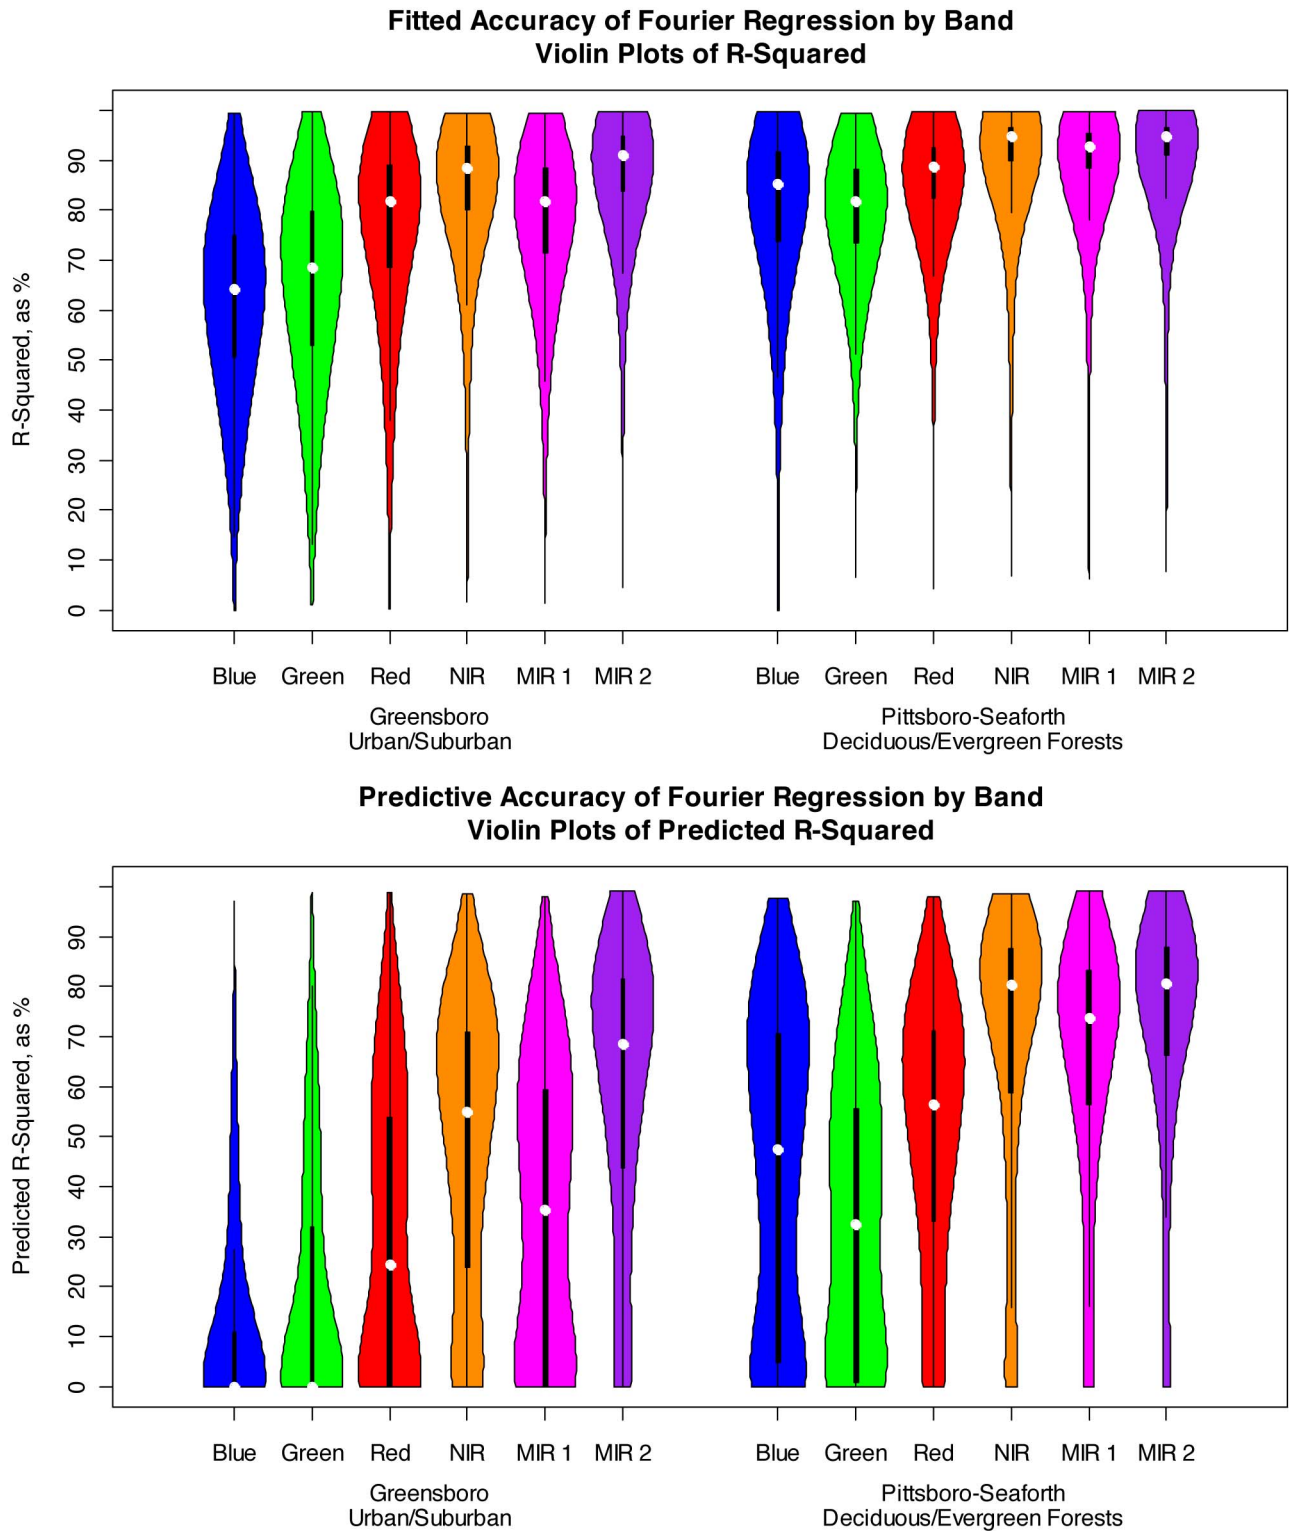 Fitted Accuracy of Fourier Regression by Band
Violin Plots of R-Squared
R-Squared, as %
90
80
70
60
50
40
30
20
10
0
Blue Green Red NIR MIR 1 MIR 2 Blue Green Red NIR MIR 1 MIR 2
Greensboro Pittsboro-Seaforth
Urban/Suburban Deciduous/Evergreen Forests
Predictive Accuracy of Fourier Regression by Band
Violin Plots of Predicted R-Squared
Predicted R-Squared, as %
90
80
70
60
50
40
30
20
10
0
Blue Green Red NIR MIR 1 MIR 2 Blue Green Red NIR MIR 1 MIR 2
Greensboro Pittsboro-Seaforth
Urban/Suburban Deciduous/Evergreen Forests